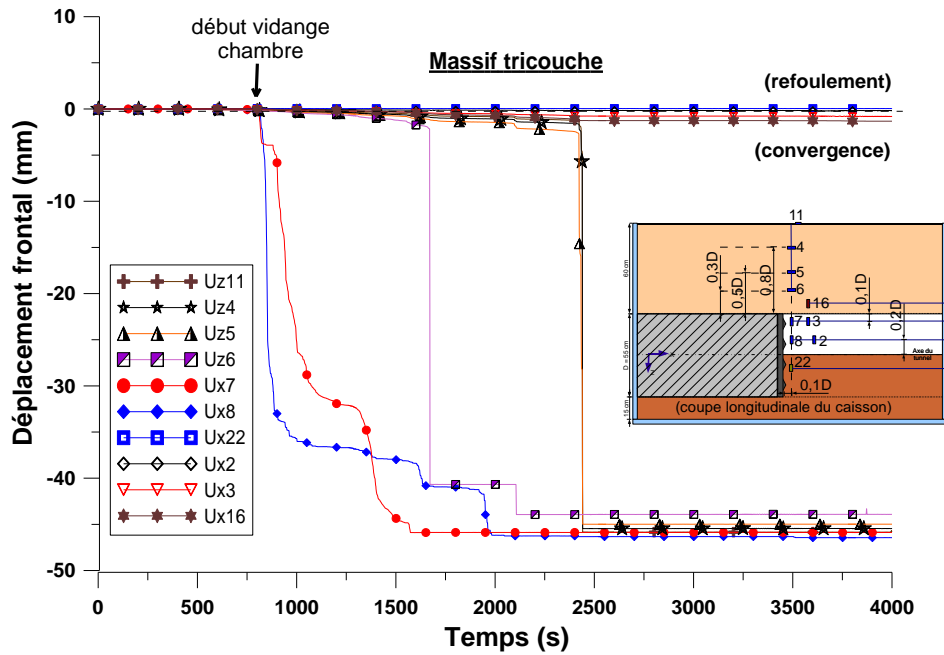 10
0
-10
-20
-30
-40
-50
Déplacement frontal (mm)
début vidange
chambre
Massif tricouche
(refoulement)
(convergence)
Uz11
Uz4
Uz5
Uz6
Ux7
Ux8
Ux22
Ux2
Ux3
Ux16
11
4
5
6
16
7
3
8
2
22
0,3D
0,5D
0,8D
0,1D
0,2D
0,1D
60 cm
D = 55 cm
15 cm
Axe du
tunnel
(coupe longitudinale du caisson)
0
500
1000
1500
2000
2500
3000
3500
4000
Temps (s)